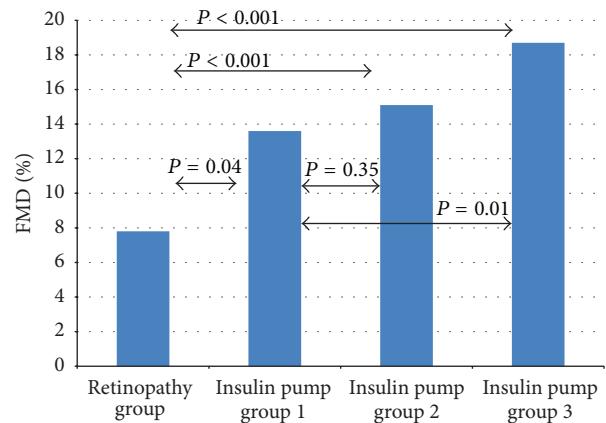 20
18
16
14
12
10
8
6
4
2
0
FMD (%)
P < 0.001
P < 0.001
P = 0.04
P = 0.35
P = 0.01
Retinopathy
group
Insulin pump
group 1
Insulin pump
group 2
Insulin pump
group 3